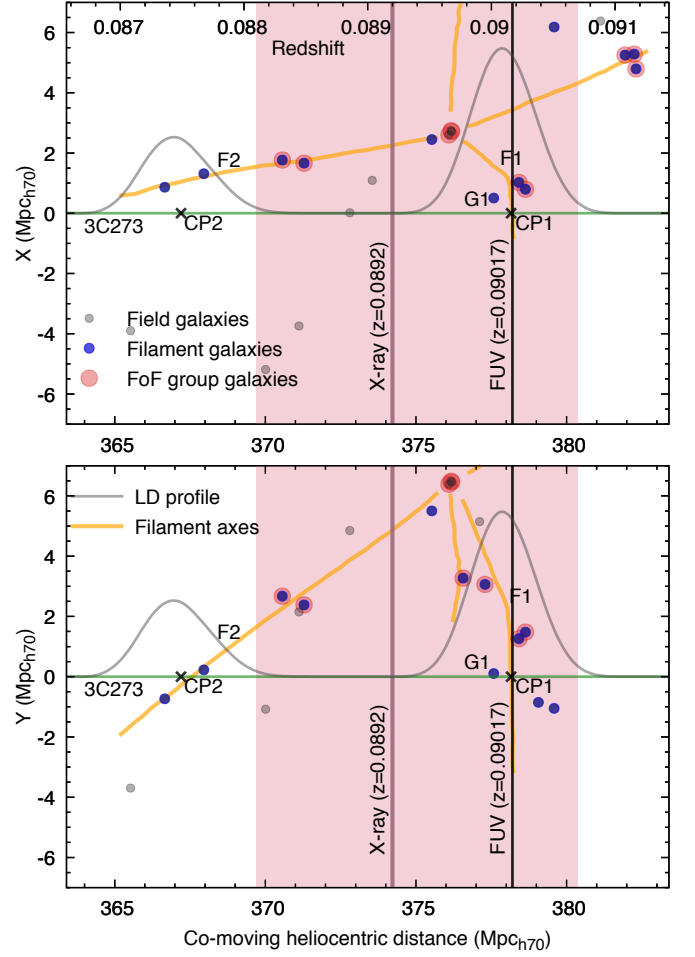 0.087 0.088 0.089 0.09 0.091
Redshift
6
4
2
0
-2
-4
-6
X (Mpc_h70)
F2
F1
G1
3C273
CP2
CP1
X-ray (z=0.0892)
FUV (z=0.09017)
Field galaxies
Filament galaxies
FoF group galaxies
365 370 375 380
LD profile
Filament axes
6
4
2
0
-2
-4
-6
Y (Mpc_h70)
F2
F1
G1
3C273
CP2
CP1
X-ray (z=0.0892)
FUV (z=0.09017)
365 370 375 380
Co-moving heliocentric distance (Mpc_h70)